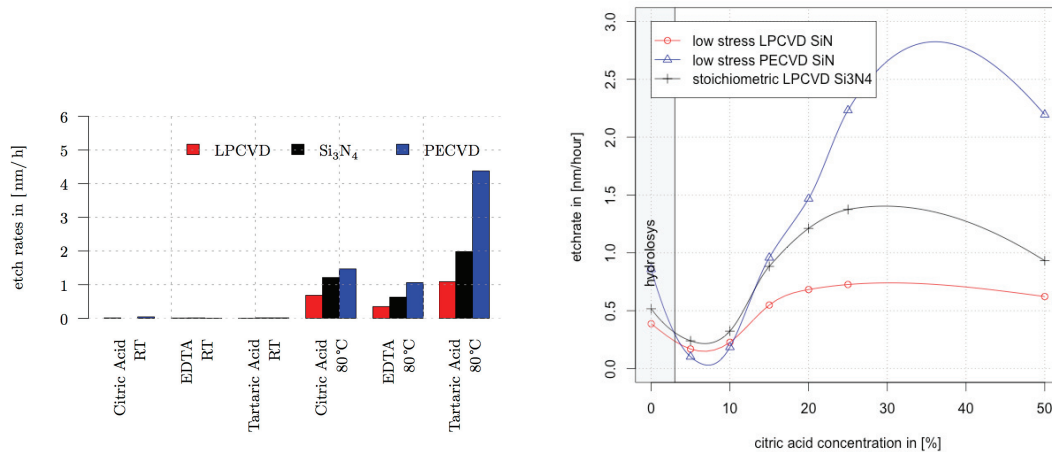 etch rates in [nm/ h]
6
5
4
3
2
1
0
LPCVD
Si₃N₄
PECVD
Citric Acid
RT
EDTA
RT
Tartaric Acid
RT
Citric Acid
80°C
EDTA
80°C
Tartaric Acid
80°C
etchrate in [nm/hour]
3.0
2.5
2.0
1.5
1.0
0.5
0.0
low stress LPCVD SiN
low stress PECVD SiN
stoichiometric LPCVD Si3N4
hydrolosys
0
10
20
30
40
50
citric acid concentration in [%]